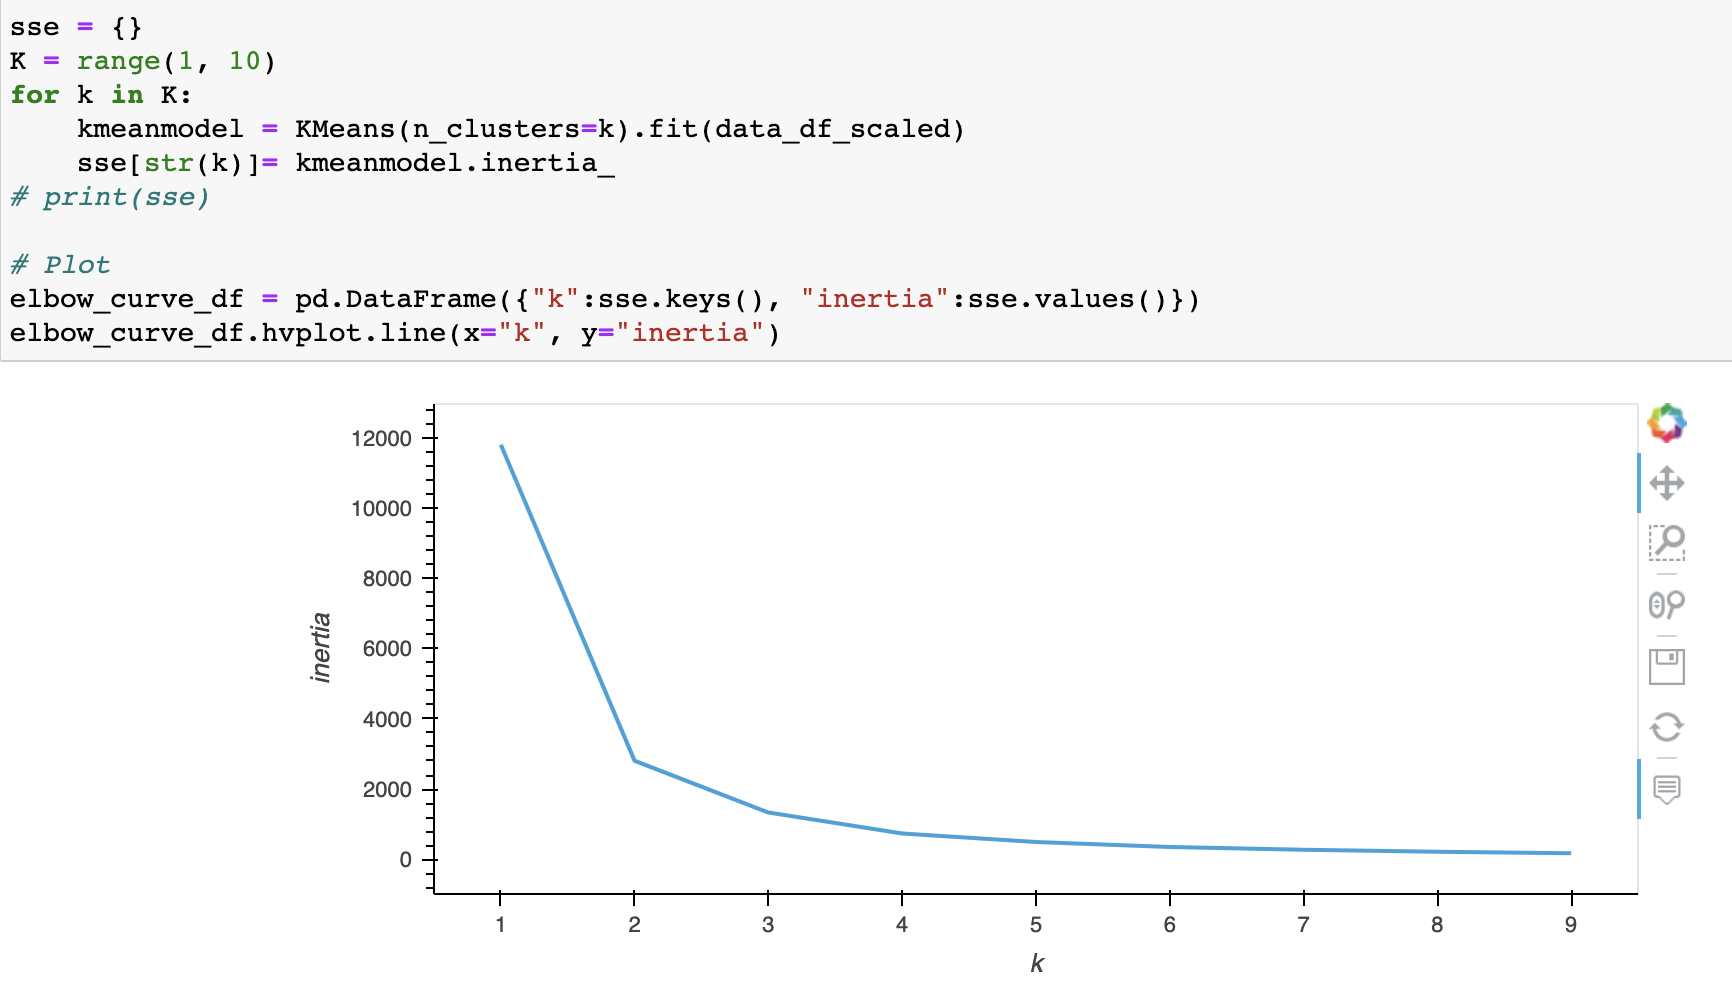 sse = {}
K = range(1, 10)
for k in K:
    kmeanmodel = KMeans(n_clusters=k).fit(data_df_scaled)
    sse[str(k)]= kmeanmodel.inertia_
# print(sse)
# Plot
elbow_curve_df = pd.DataFrame({"k":sse.keys(), "inertia":sse.values()})
elbow_curve_df.hvplot.line(x="k", y="inertia")
12000
10000
8000
6000
4000
2000
0
inertia
1 2 3 4 5 6 7 8 9
k